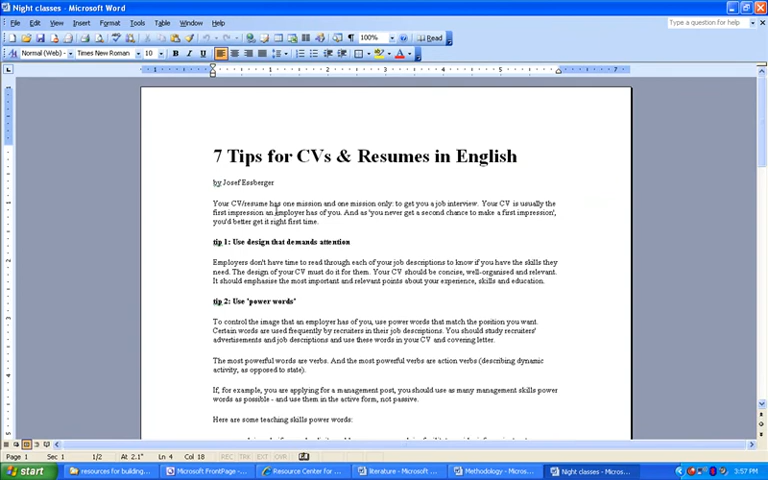 Night classes - Microsoft Word
File Edit View Insert Format Tools Table Window Help Type a question for help
100% Read
Normal (Web) Times New Roman 10 B I U
1 1 2 3 4 5 7
7 Tips for CVs & Resumes in English
by Josef Essberger
Your CV/resume has one mission and one mission only: to get you a job interview. Your CV is usually the
first impression an employer has of you. And as 'you never get a second chance to make a first impression',
you'd better get it right first time.
tip 1: Use design that demands attention
Employers don't have time to read through each of your job descriptions to know if you have the skills they
need. The design of your CV must do it for them. Your CV should be concise, well-organised and relevant.
It should emphasise the most important and relevant points about your experience, skills and education.
tip 2: Use 'power words'
To control the image that an employer has of you, use power words that match the position you want.
Certain words are used frequently by recruiters in their job descriptions. You should study recruiters'
advertisements and job descriptions and use these words in your CV and covering letter.
The most powerful words are verbs. And the most powerful verbs are action verbs (describing dynamic
activity, as opposed to state).
If, for example, you are applying for a management post, you should use as many management skills power
words as possible - and use them in the active form, not passive.
Here are some teaching skills power words:
Page 1 Sec 1 1/2 At 2.1" Ln 4 Col 18 REC TRK EXT OVR
start resources for building... Microsoft FrontPage -... Resource Center for ... literature - Microsoft ... Methodology - Micros... Night classes - Micros... 3:57 PM